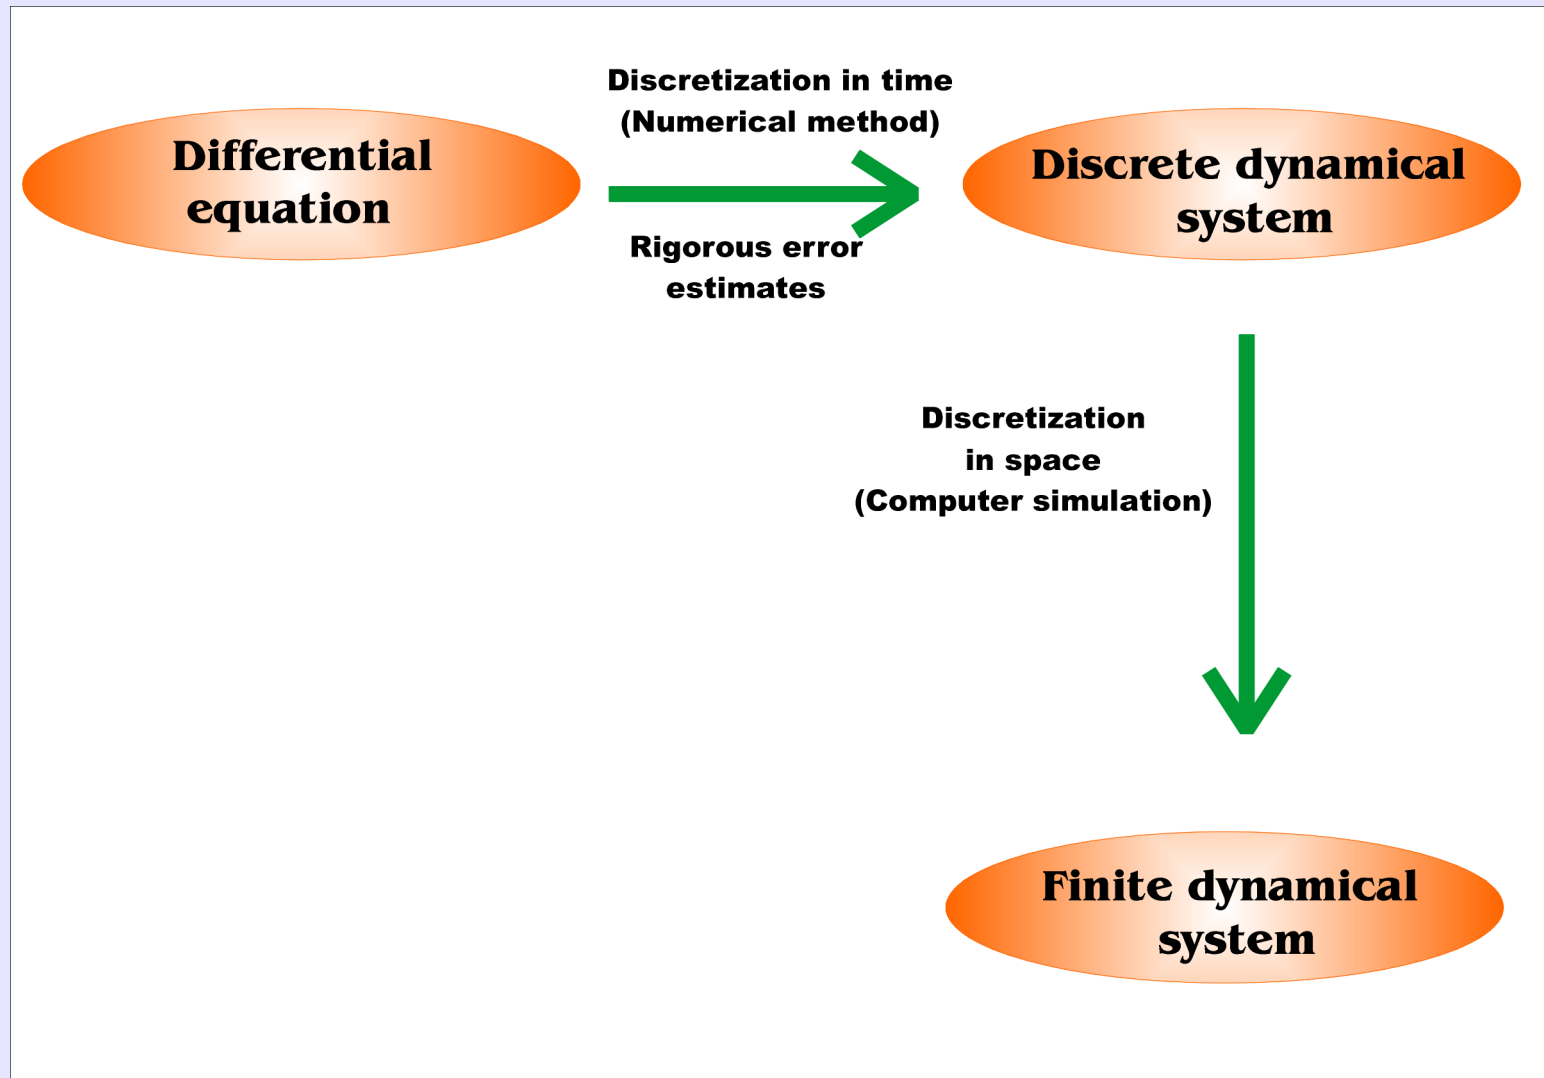 Differential
equation
Discretization in time
(Numerical method)
Rigorous error
estimates
Discrete dynamical
system
Discretization
in space
(Computer simulation)
Finite dynamical
system